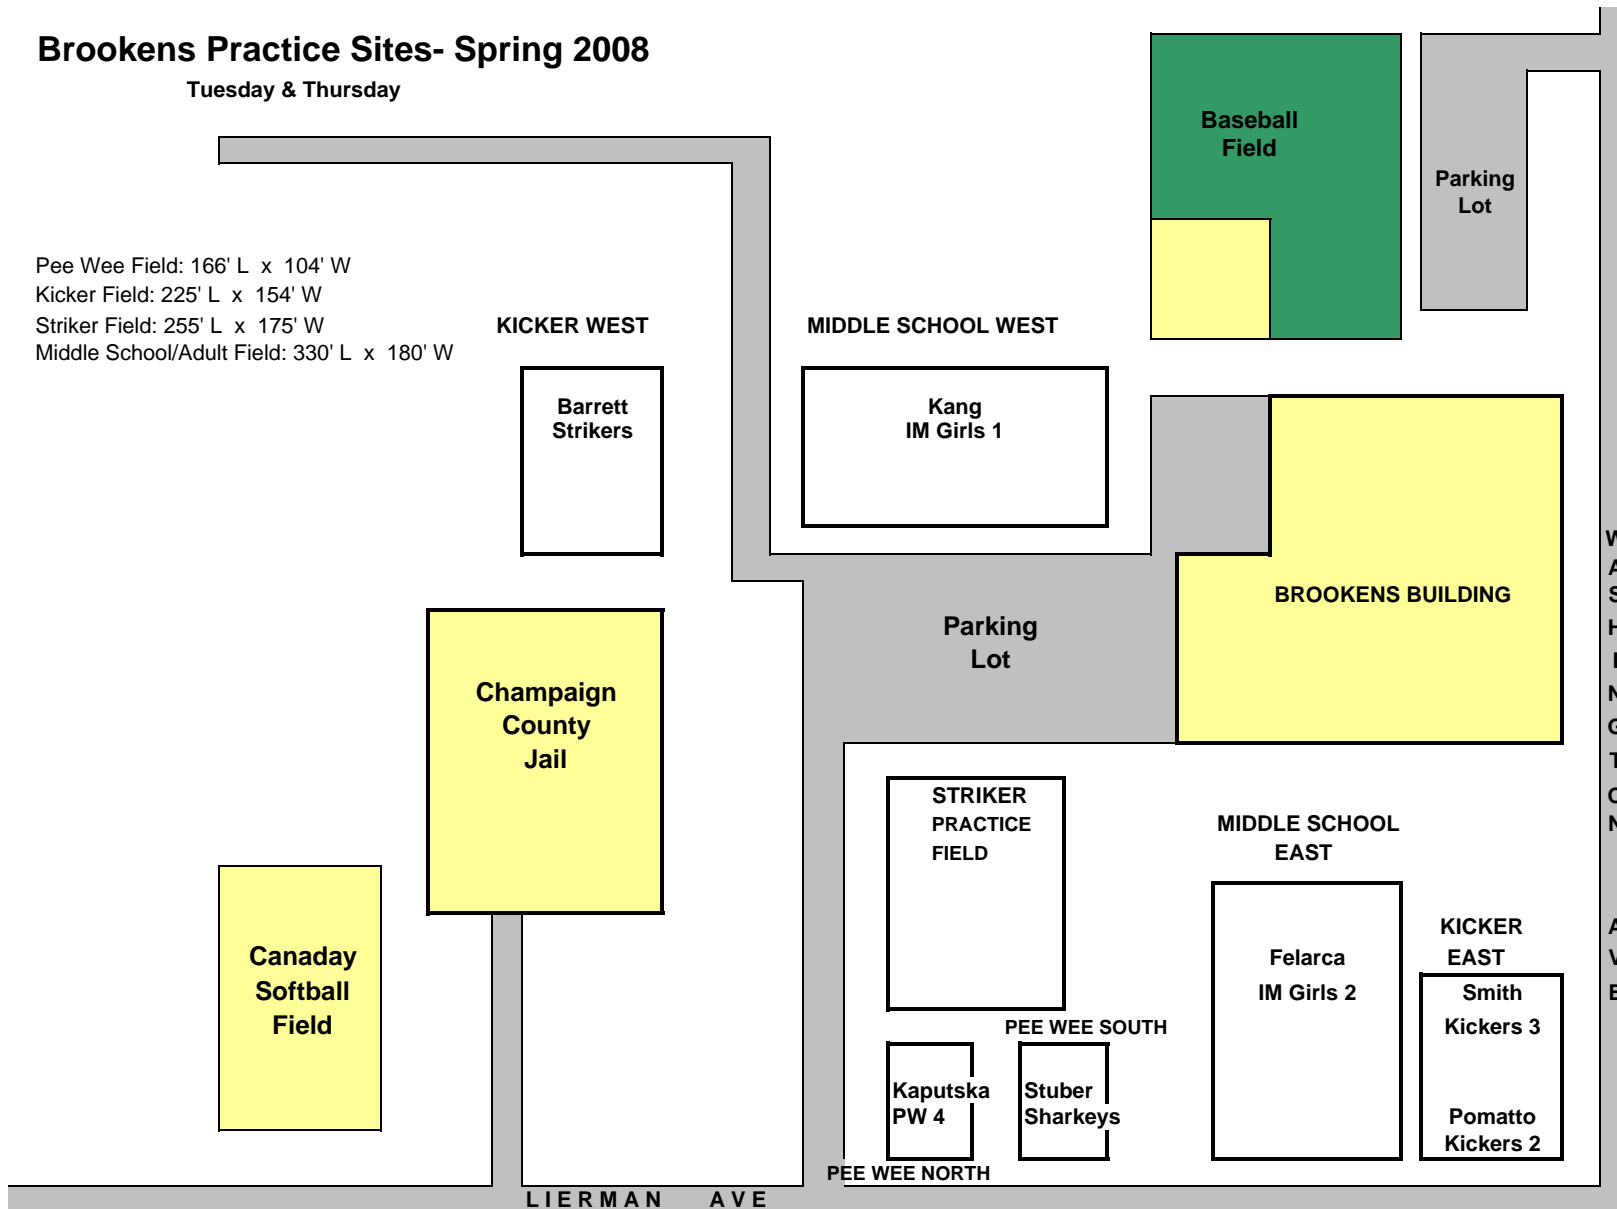 Brookens Practice Sites- Spring 2008
Tuesday & Thursday
Baseball
Field
Parking
Lot
Pee Wee Field: 166' L x 104' W
Kicker Field: 225' L x 154' W
Striker Field: 255' L x 175' W
Middle School/Adult Field: 330' L x 180' W
KICKER WEST
MIDDLE SCHOOL WEST
Barrett
Strikers
Kang
IM Girls 1
BROOKENS BUILDING
Parking
Lot
Champaign
County
Jail
STRIKER
PRACTICE
FIELD
MIDDLE SCHOOL
EAST
KICKER
EAST
Canaday
Softball
Field
Felarca
IM Girls 2
Smith
Kickers 3
PEE WEE SOUTH
Kaputska
PW 4
Stuber
Sharkeys
Pomatto
Kickers 2
PEE WEE NORTH
LIERMAN AVE
W
A
S
H
I
N
G
T
O
N
A
V
E